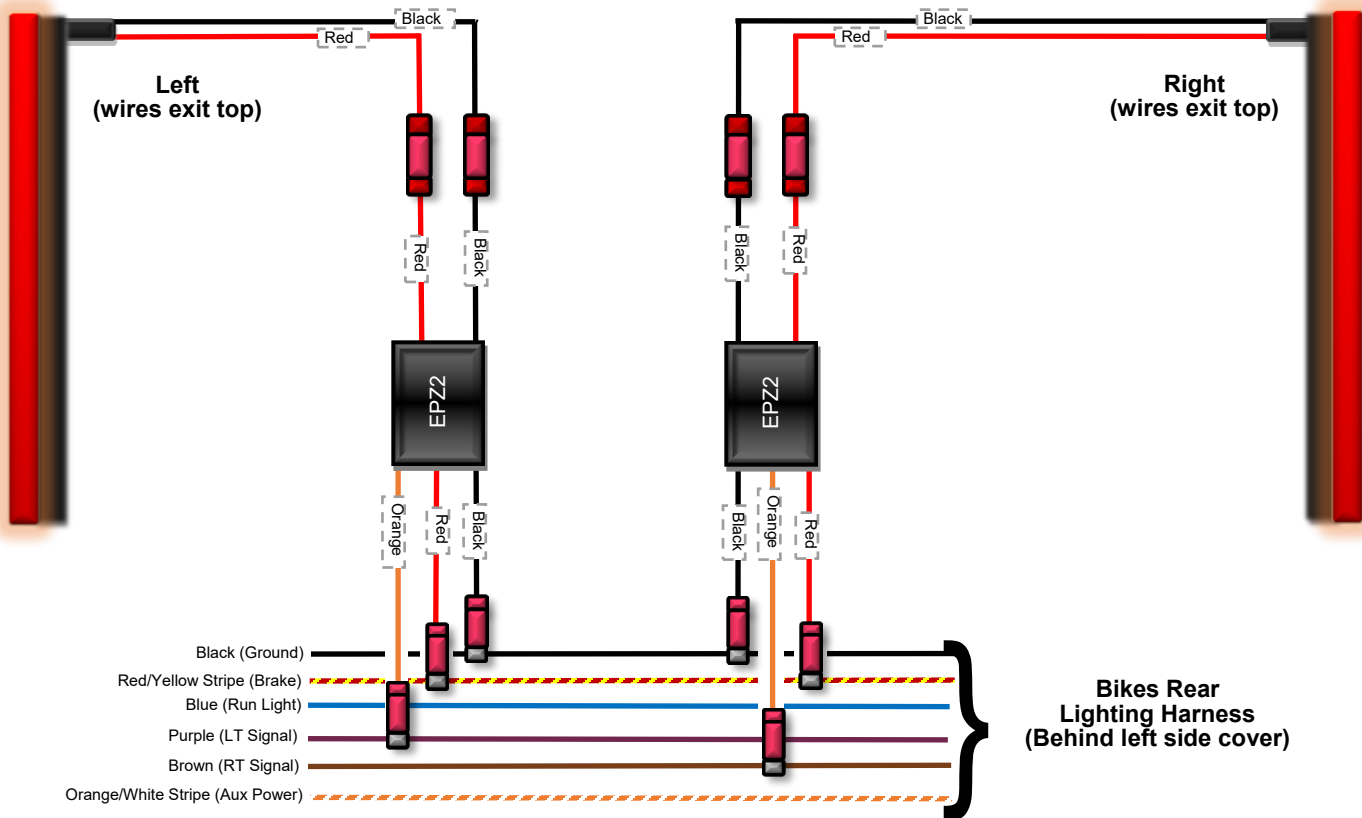 Black
Black
Red
Red
Left
(wires exit top)
Right
(wires exit top)
Red
Black
Black
Red
EPZ2
EPZ2
Orange
Red
Black
Black
Orange
Red
Black (Ground)
Red/Yellow Stripe (Brake)
Blue (Run Light)
Purple (LT Signal)
Brown (RT Signal)
Orange/White Stripe (Aux Power)
Bikes Rear
Lighting Harness
(Behind left side cover)